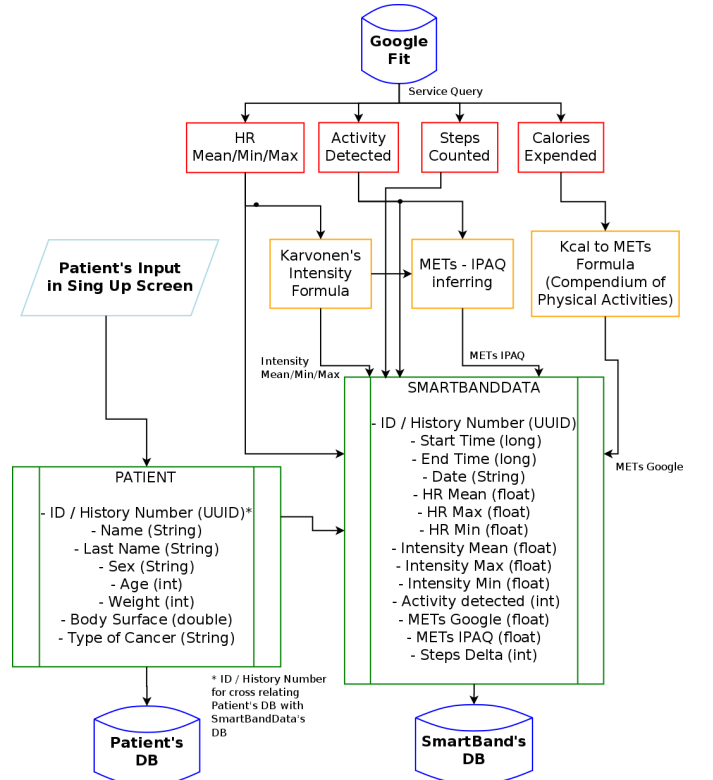 Google
Fit
Service Query
HR
Mean/Min/Max
Activity
Detected
Steps
Counted
Calories
Expended
Patient's Input
in Sing Up Screen
Karvonen's
Intensity
Formula
METs - IPAQ
inferring
Kcal to METs
Formula
(Compendium of
Physical Activities)
Intensity
Mean/Min/Max
METs IPAQ
METs Google
SMARTBANDDATA
- ID / History Number (UUID)
- Start Time (long)
- End Time (long)
- Date (String)
- HR Mean (float)
- HR Max (float)
- HR Min (float)
- Intensity Mean (float)
- Intensity Max (float)
- Intensity Min (float)
- Activity detected (int)
- METs Google (float)
- METs IPAQ (float)
- Steps Delta (int)
PATIENT
- ID / History Number (UUID)*
- Name (String)
- Last Name (String)
- Sex (String)
- Age (int)
- Weight (int)
- Body Surface (double)
- Type of Cancer (String)
* ID / History Number
for cross relating
Patient's DB with
SmartBandData's
DB
Patient's
DB
SmartBand's
DB